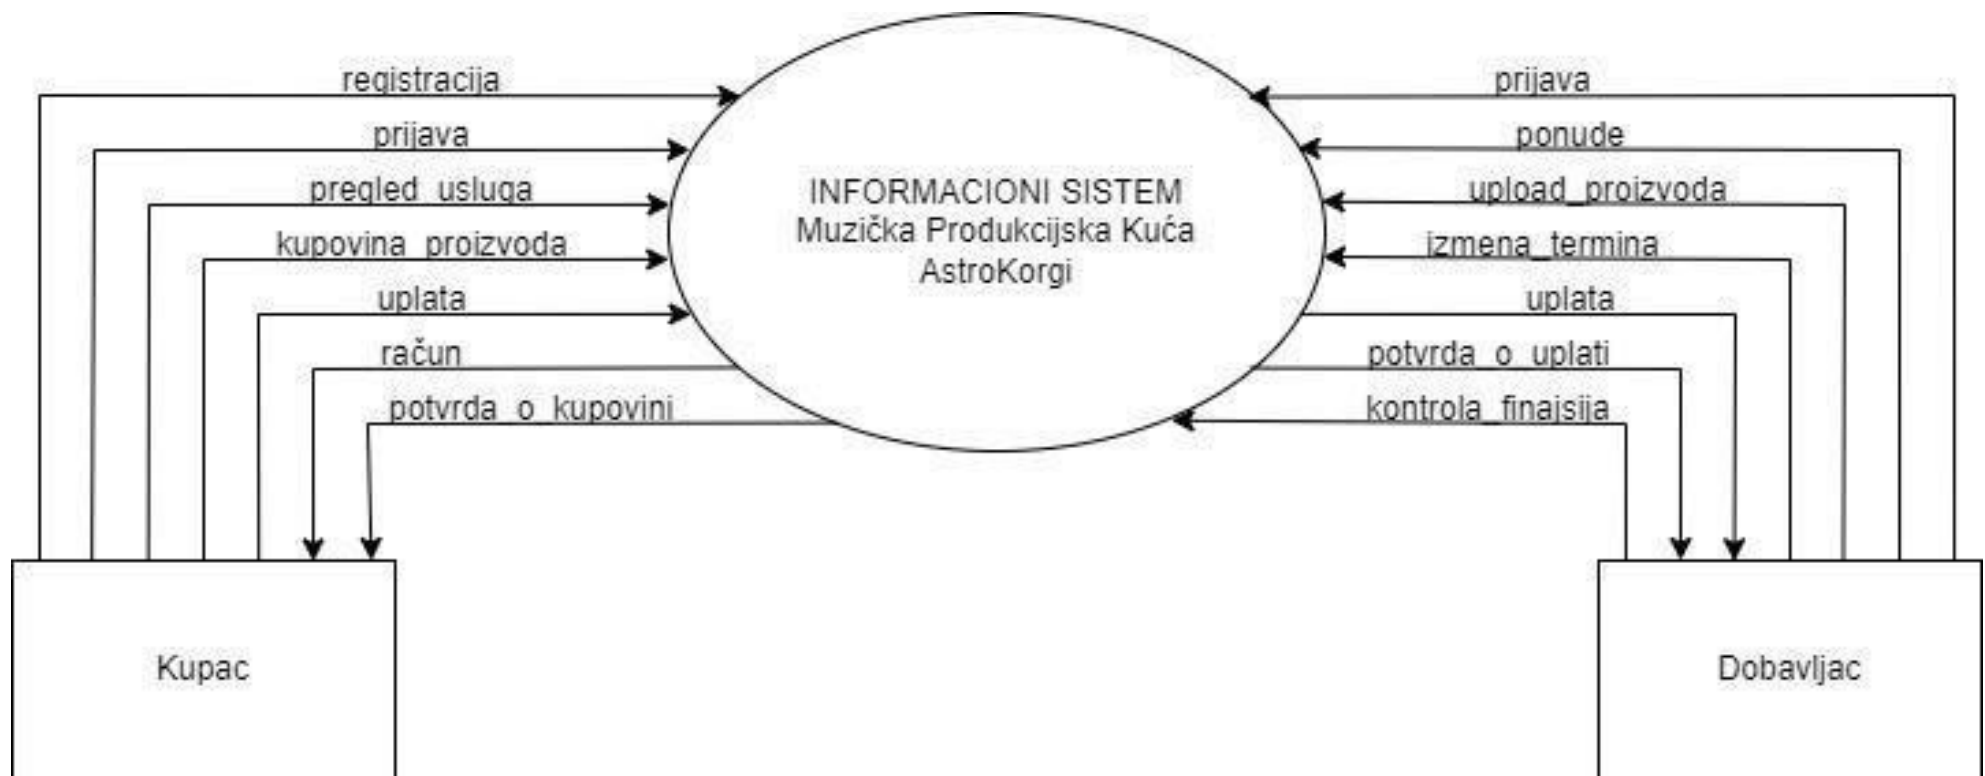 registracija
prijava
pregled_usluga
kupovina_proizvoda
uplata
račun
potvrda_o_kupovini
INFORMACIONI SISTEM
Muzička Produkcijska Kuća
AstroKorgi
prijava
ponude
upload_proizvoda
izmena_termina
uplata
potvrda_o_uplati
kontrola_finajsija
Kupac
Dobavljac